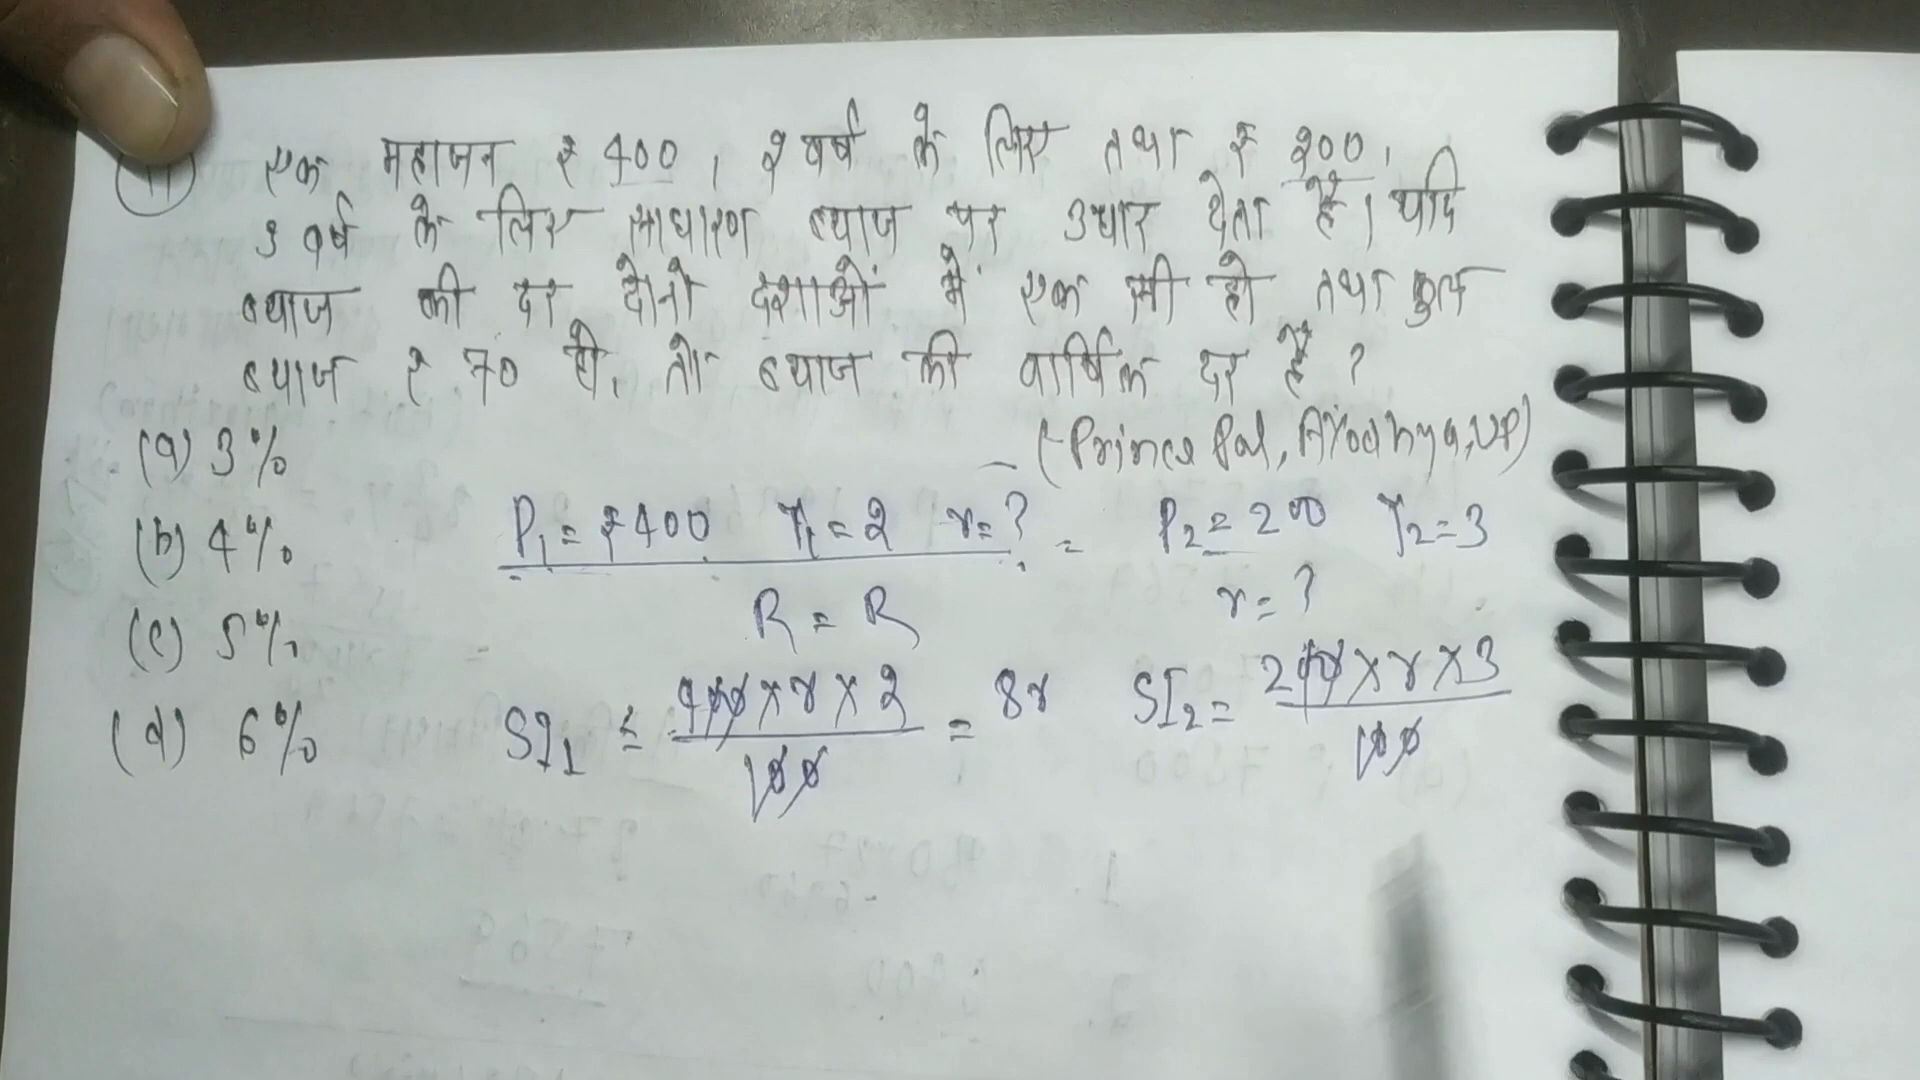 (11) एक महाजन ₹ 400, 2 वर्ष के लिए तथा ₹ 200,
3 वर्ष के लिए साधारण ब्याज पर उधार देता है। यदि
ब्याज की दर दोनो दशाओं में एक सी हो तथा कुल
ब्याज ₹ 70 हो, तो ब्याज की वार्षिक दर है ?
(-Prince Pal, Ayodhya, UP)
(a) 3%
(b) 4%
(c) 5%
(d) 6%
P₁ = ₹400 T₁ = 2 r = ? = P₂ = 200 T₂ = 3
R = R r = ?
SI₁ = 400 × r × 2 / 100 = 8r SI₂ = 200 × r × 3 / 100